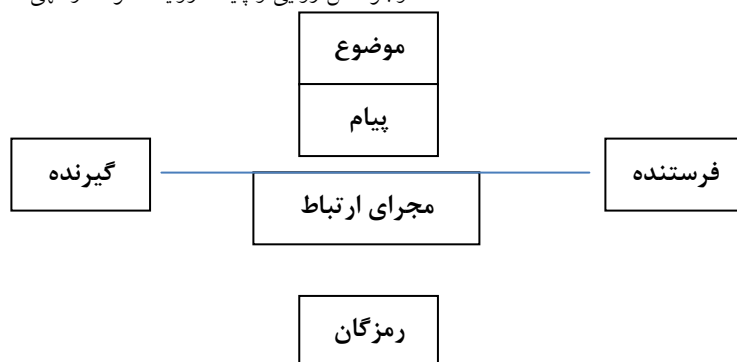 موضوع
پیام
فرستنده
گیرنده
مجرای ارتباط
رمزگان